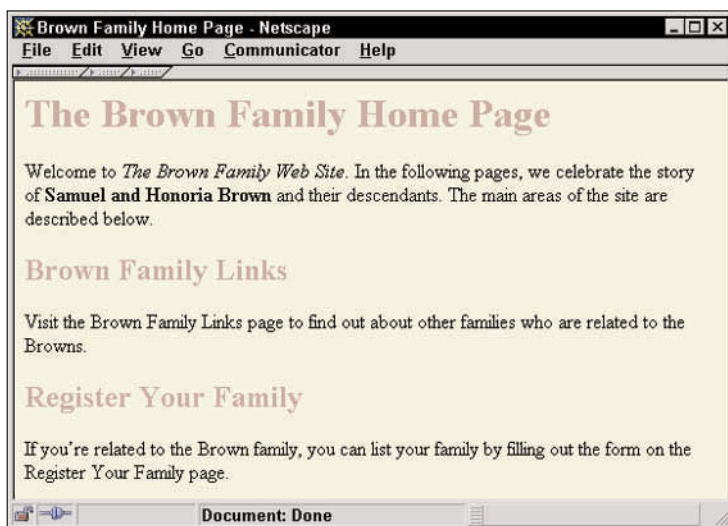 Brown Family Home Page - Netscape
File Edit View Go Communicator Help
The Brown Family Home Page
Welcome to The Brown Family Web Site. In the following pages, we celebrate the story
of Samuel and Honoria Brown and their descendants. The main areas of the site are
described below.
Brown Family Links
Visit the Brown Family Links page to find out about other families who are related to the
Browns.
Register Your Family
If you're related to the Brown family, you can list your family by filling out the form on the
Register Your Family page.
Document: Done